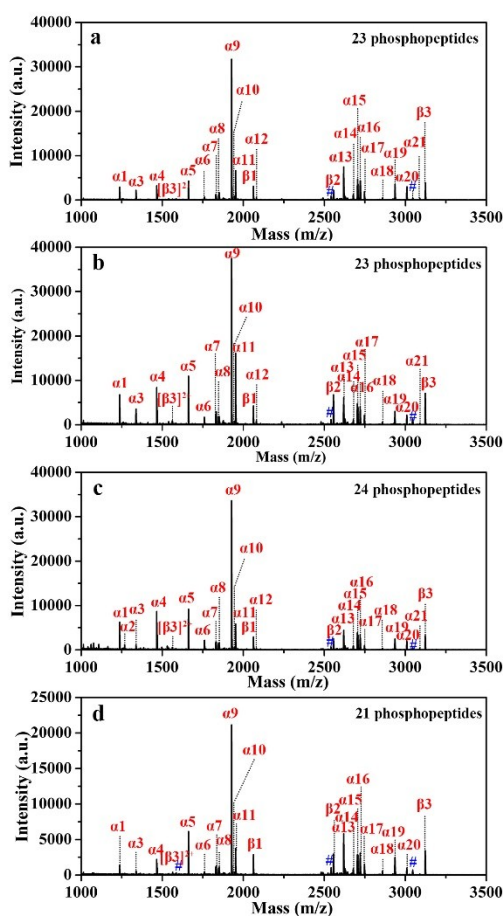 a
23 phosphopeptides
α9
α10
α8
α7
α12
α6
α5
α4
α1
α3
[β3]²
α11
β1
α15
α14
α16
α13
α17
α21
β3
α19
α18
α20
β2
#
#
40000
30000
20000
10000
0
Intensity (a.u.)
1000 1500 2000 2500 3000 3500
Mass (m/z)
b
23 phosphopeptides
α9
α10
α7
α11
α8
α12
α5
α4
α1
α3
[β3]²
α6
β1
α17
α13
α15
α14
α16
α18
α21
β3
β2
α20
#
#
40000
30000
20000
10000
0
Intensity (a.u.)
1000 1500 2000 2500 3000 3500
Mass (m/z)
c
24 phosphopeptides
α9
α10
α8
α12
α5
α4
α3
α1
α2
[β3]²⁺
α6
α7
α11
β1
α16
α15
α14
α13
α18
α17
α21
β3
α19
α20
β2
#
#
40000
30000
20000
10000
0
Intensity (a.u.)
1000 1500 2000 2500 3000 3500
Mass (m/z)
d
21 phosphopeptides
α9
α10
α11
α7
α5
α1
α3
α4
[β3]²⁺
#
α6
α8
β1
α16
α15
β2
α14
α13
α17
α19
α18
α20
β3
#
#
25000
20000
15000
10000
5000
0
Intensity (a.u.)
1000 1500 2000 2500 3000 3500
Mass (m/z)